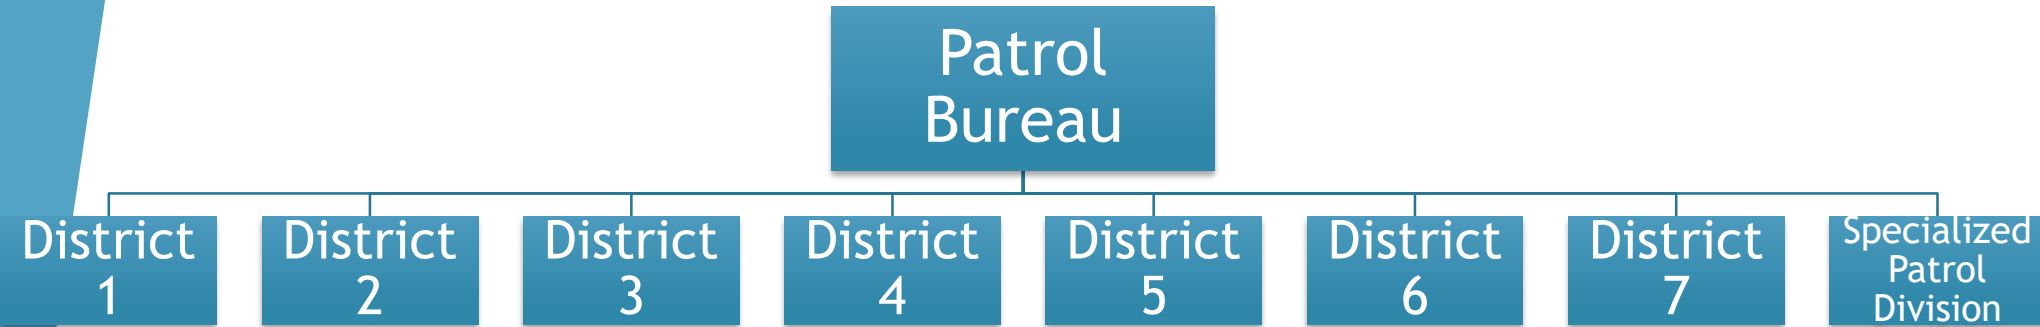 Patrol
Bureau
District
1
District
2
District
3
District
4
District
5
District
6
District
7
Specialized
Patrol
Division